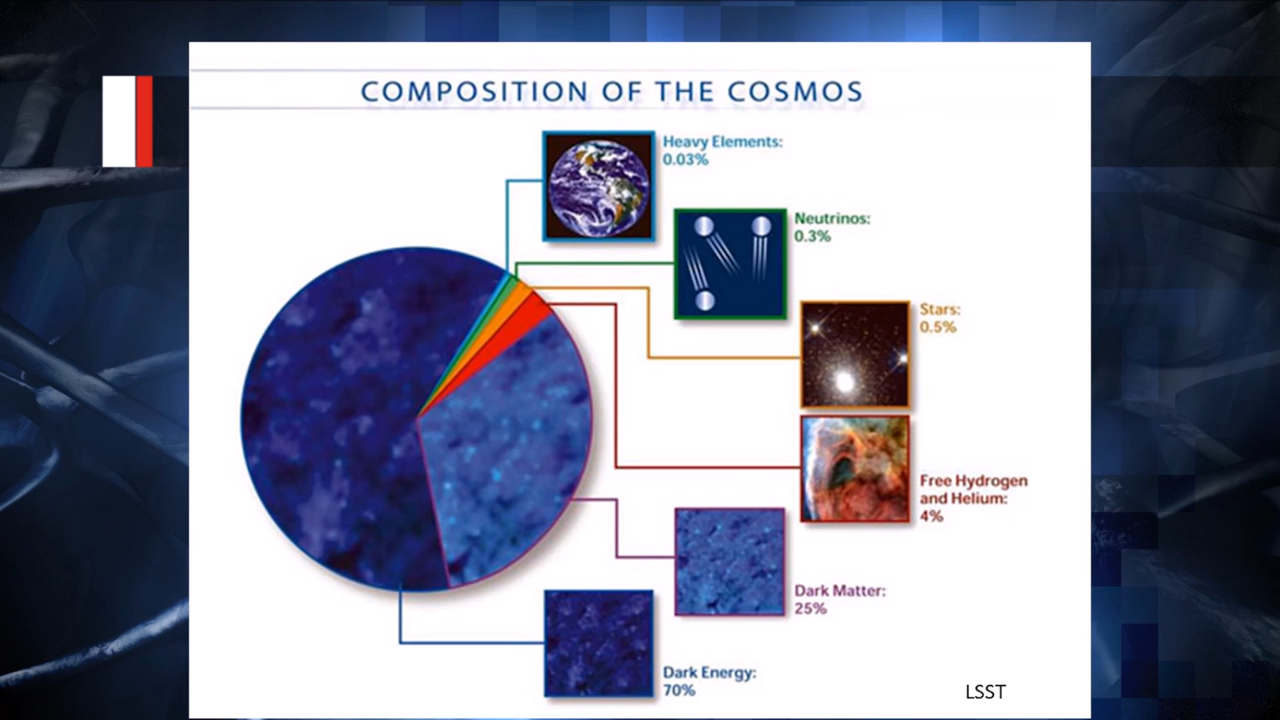 COMPOSITION OF THE COSMOS
Heavy Elements:
0.03%
Neutrinos:
0.3%
Stars:
0.5%
Free Hydrogen
and Helium:
4%
Dark Matter:
25%
Dark Energy:
70%
LSST